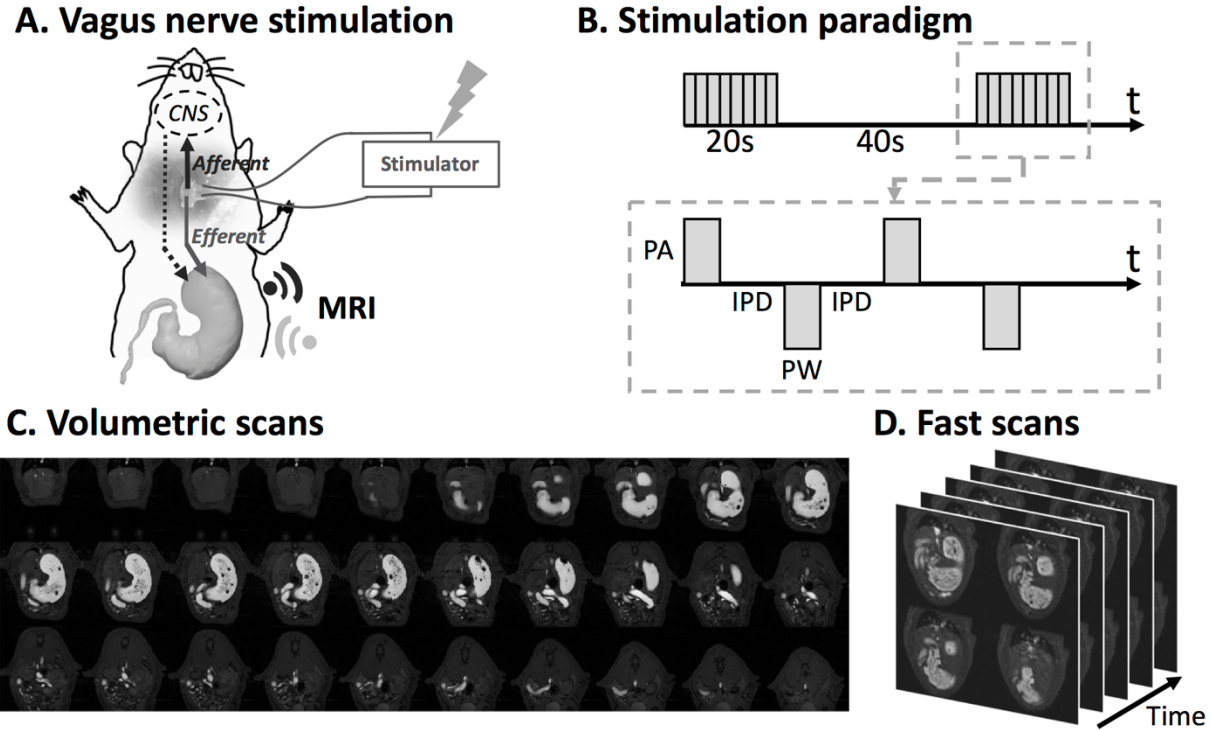 A. Vagus nerve stimulation
CNS
Afferent
Stimulator
Efferent
MRI
B. Stimulation paradigm
t
20s
40s
PA
t
IPD
IPD
PW
C. Volumetric scans
D. Fast scans
Time